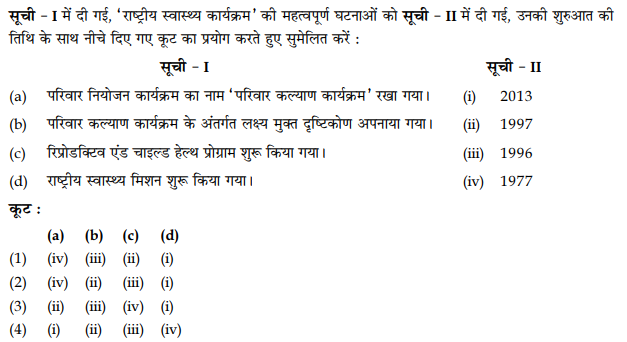 सूची - I में दी गई, 'राष्ट्रीय स्वास्थ्य कार्यक्रम' की महत्वपूर्ण घटनाओं को सूची - II में दी गई, उनकी शुरुआत की
तिथि के साथ नीचे दिए गए कूट का प्रयोग करते हुए सुमेलित करें :
सूची - I सूची - II
(a) परिवार नियोजन कार्यक्रम का नाम 'परिवार कल्याण कार्यक्रम' रखा गया। (i) 2013
(b) परिवार कल्याण कार्यक्रम के अंतर्गत लक्ष्य मुक्त दृष्टिकोण अपनाया गया। (ii) 1997
(c) रिप्रोडक्टिव एंड चाइल्ड हेल्थ प्रोग्राम शुरू किया गया। (iii) 1996
(d) राष्ट्रीय स्वास्थ्य मिशन शुरू किया गया। (iv) 1977
कूट :
(a) (b) (c) (d)
(1) (iv) (iii) (ii) (i)
(2) (iv) (ii) (iii) (i)
(3) (ii) (iii) (iv) (i)
(4) (i) (ii) (iii) (iv)